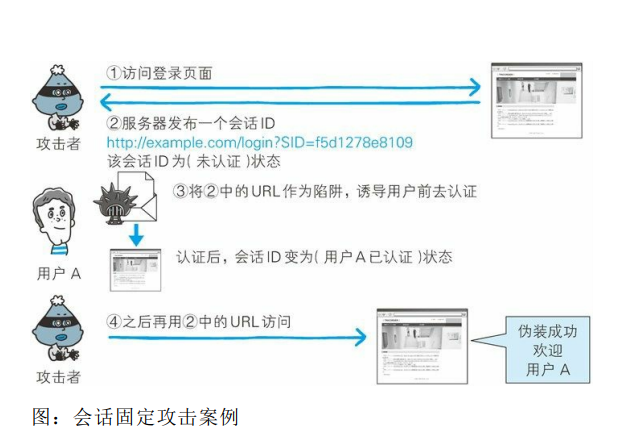 ①访问登录页面
攻击者
②服务器发布一个会话ID
http://example.com/login?SID=f5d1278e8109
该会话ID为( 未认证 )状态
③将②中的URL作为陷阱，诱导用户前去认证
用户 A
认证后，会话ID变为( 用户A已认证 )状态
④之后再用②中的URL访问
攻击者
伪装成功
欢迎
用户 A
图：会话固定攻击案例